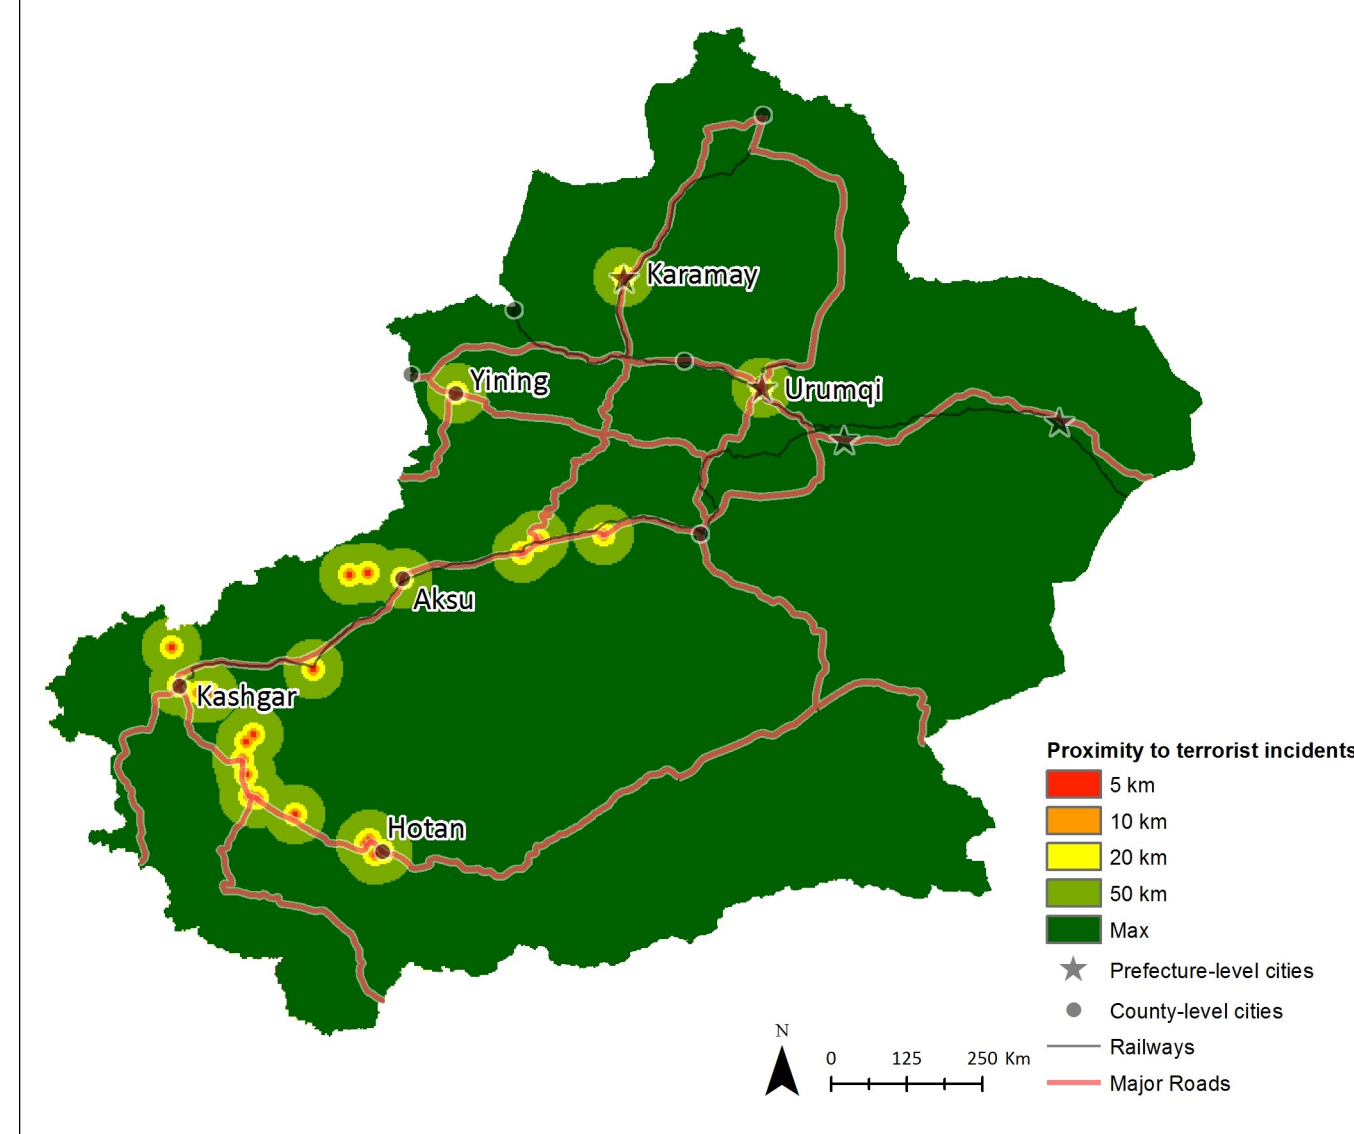 Karamay
Yining
Urumqi
Aksu
Kashgar
Hotan
Proximity to terrorist incidents
5 km
10 km
20 km
50 km
Max
Prefecture-level cities
County-level cities
Railways
Major Roads
N
0 125 250 Km